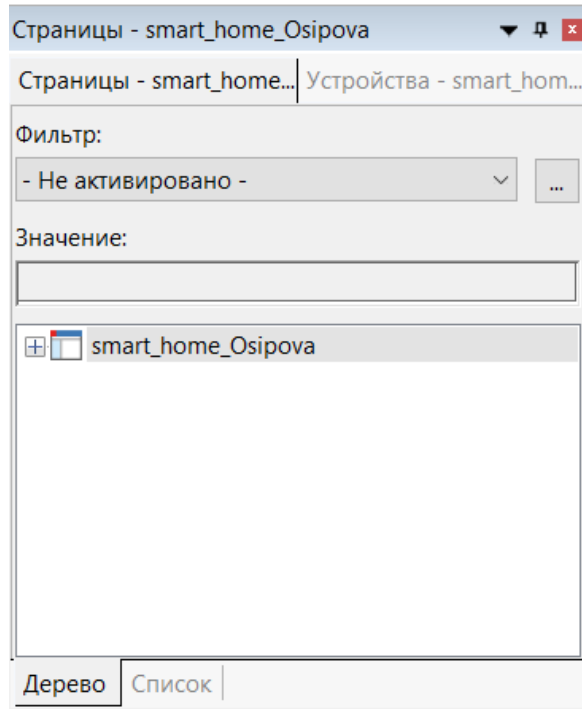 Страницы - smart_home_Osipova
Страницы - smart_home... Устройства - smart_hom...
Фильтр:
- Не активировано - ...
Значение:
smart_home_Osipova
Дерево Список